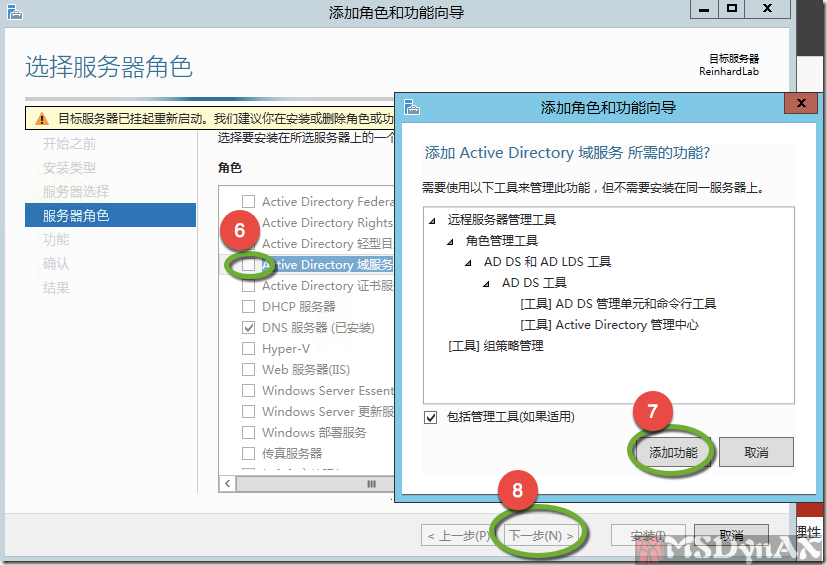 添加角色和功能向导
选择服务器角色
目标服务器
ReinhardLab
目标服务器已挂起重新启动。我们建议你在安装或删除角色或功
开始之前
安装类型
服务器选择
服务器角色
功能
确认
结果
选择要安装在所选服务器上的一个
角色
Active Directory Federa
Active Directory Rights
Active Directory 轻型目
6
Active Directory 域服务
Active Directory 证书服
DHCP 服务器
DNS 服务器 (已安装)
Hyper-V
Web 服务器(IIS)
Windows Server Essent
Windows Server 更新服
Windows 部署服务
传真服务器
添加角色和功能向导
添加 Active Directory 域服务 所需的功能?
需要使用以下工具来管理此功能，但不需要安装在同一服务器上。
远程服务器管理工具
角色管理工具
AD DS 和 AD LDS 工具
AD DS 工具
[工具] AD DS 管理单元和命令行工具
[工具] Active Directory 管理中心
[工具] 组策略管理
包括管理工具(如果适用)
7
添加功能
取消
8
< 上一步(P)
下一步(N) >
安装(I)
取消
理性
MSDynAX